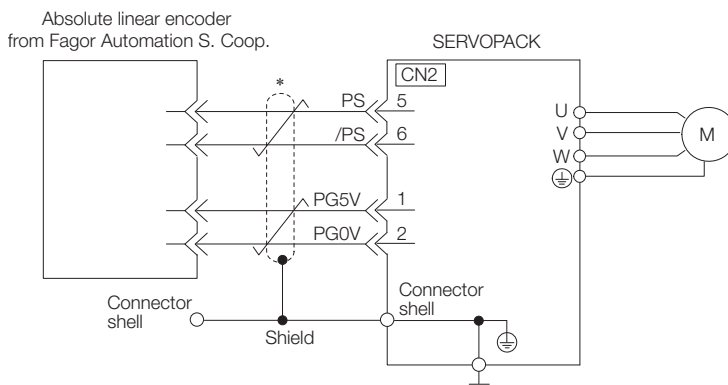 Absolute linear encoder
from Fagor Automation S. Coop.
SERVOPACK
*
CN2
PS 5
/PS 6
PG5V 1
PG0V 2
U
V
W
M
Connector
shell
Shield
Connector
shell